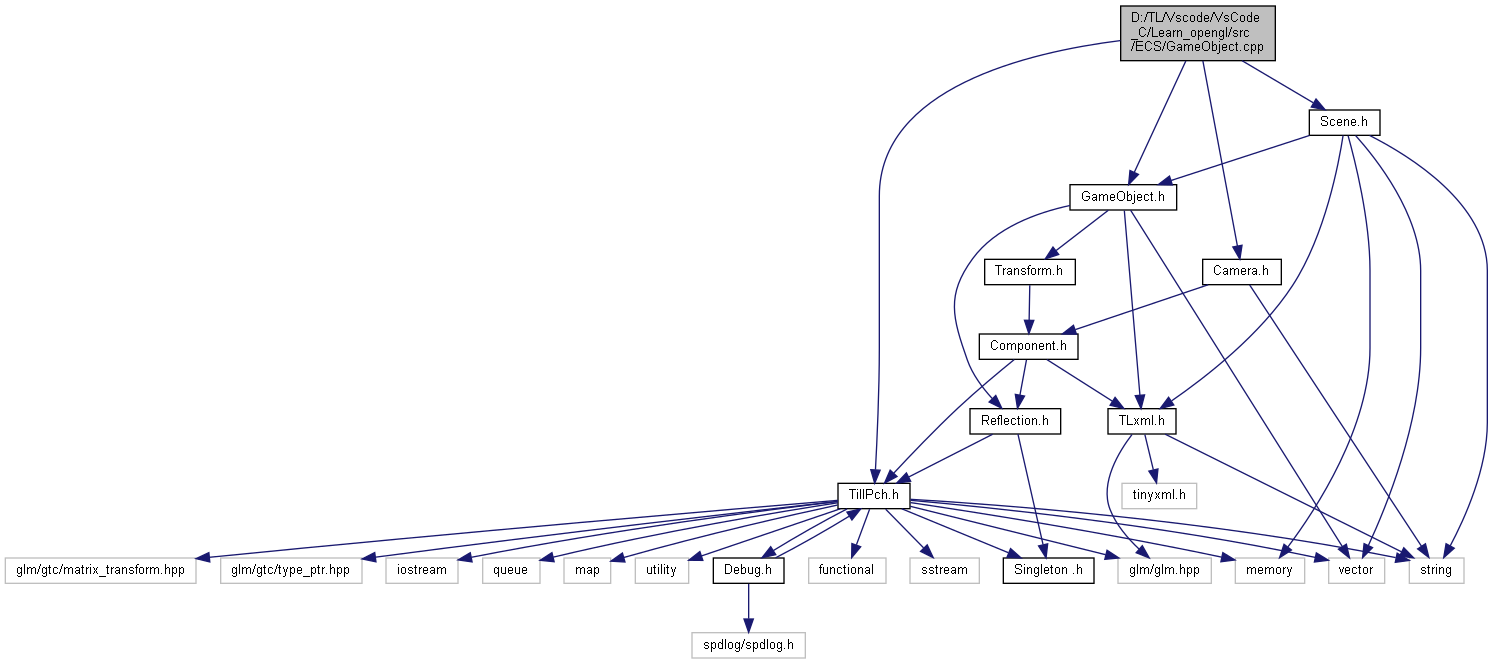 D:/TL/Vscode/VsCode
_C/Learn_opengl/src
/ECS/GameObject.cpp
Scene.h
GameObject.h
Transform.h
Camera.h
Component.h
Reflection.h
TLxml.h
TillPch.h
tinyxml.h
glm/gtc/matrix_transform.hpp
glm/gtc/type_ptr.hpp
iostream
queue
map
utility
Debug.h
functional
sstream
Singleton .h
glm/glm.hpp
memory
vector
string
spdlog/spdlog.h